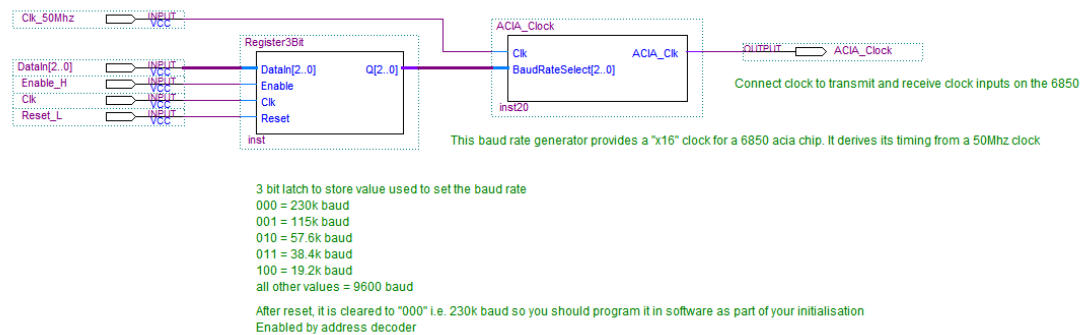 Clk_50Mhz
INPUT
VCC
ACIA_Clock
Clk
ACIA_Clk
BaudRateSelect[2..0]
inst20
OUTPUT
ACIA_Clock
Register3Bit
DataIn[2..0]
INPUT
VCC
DataIn[2..0]
Q[2..0]
Enable_H
INPUT
VCC
Enable
Clk
INPUT
VCC
Clk
Reset_L
INPUT
VCC
Reset
inst
Connect clock to transmit and receive clock inputs on the 6850
This baud rate generator provides a "x16" clock for a 6850 acia chip. It derives its timing from a 50Mhz clock
3 bit latch to store value used to set the baud rate
000 = 230k baud
001 = 115k baud
010 = 57.6k baud
011 = 38.4k baud
100 = 19.2k baud
all other values = 9600 baud
After reset, it is cleared to "000" i.e. 230k baud so you should program it in software as part of your initialisation
Enabled by address decoder